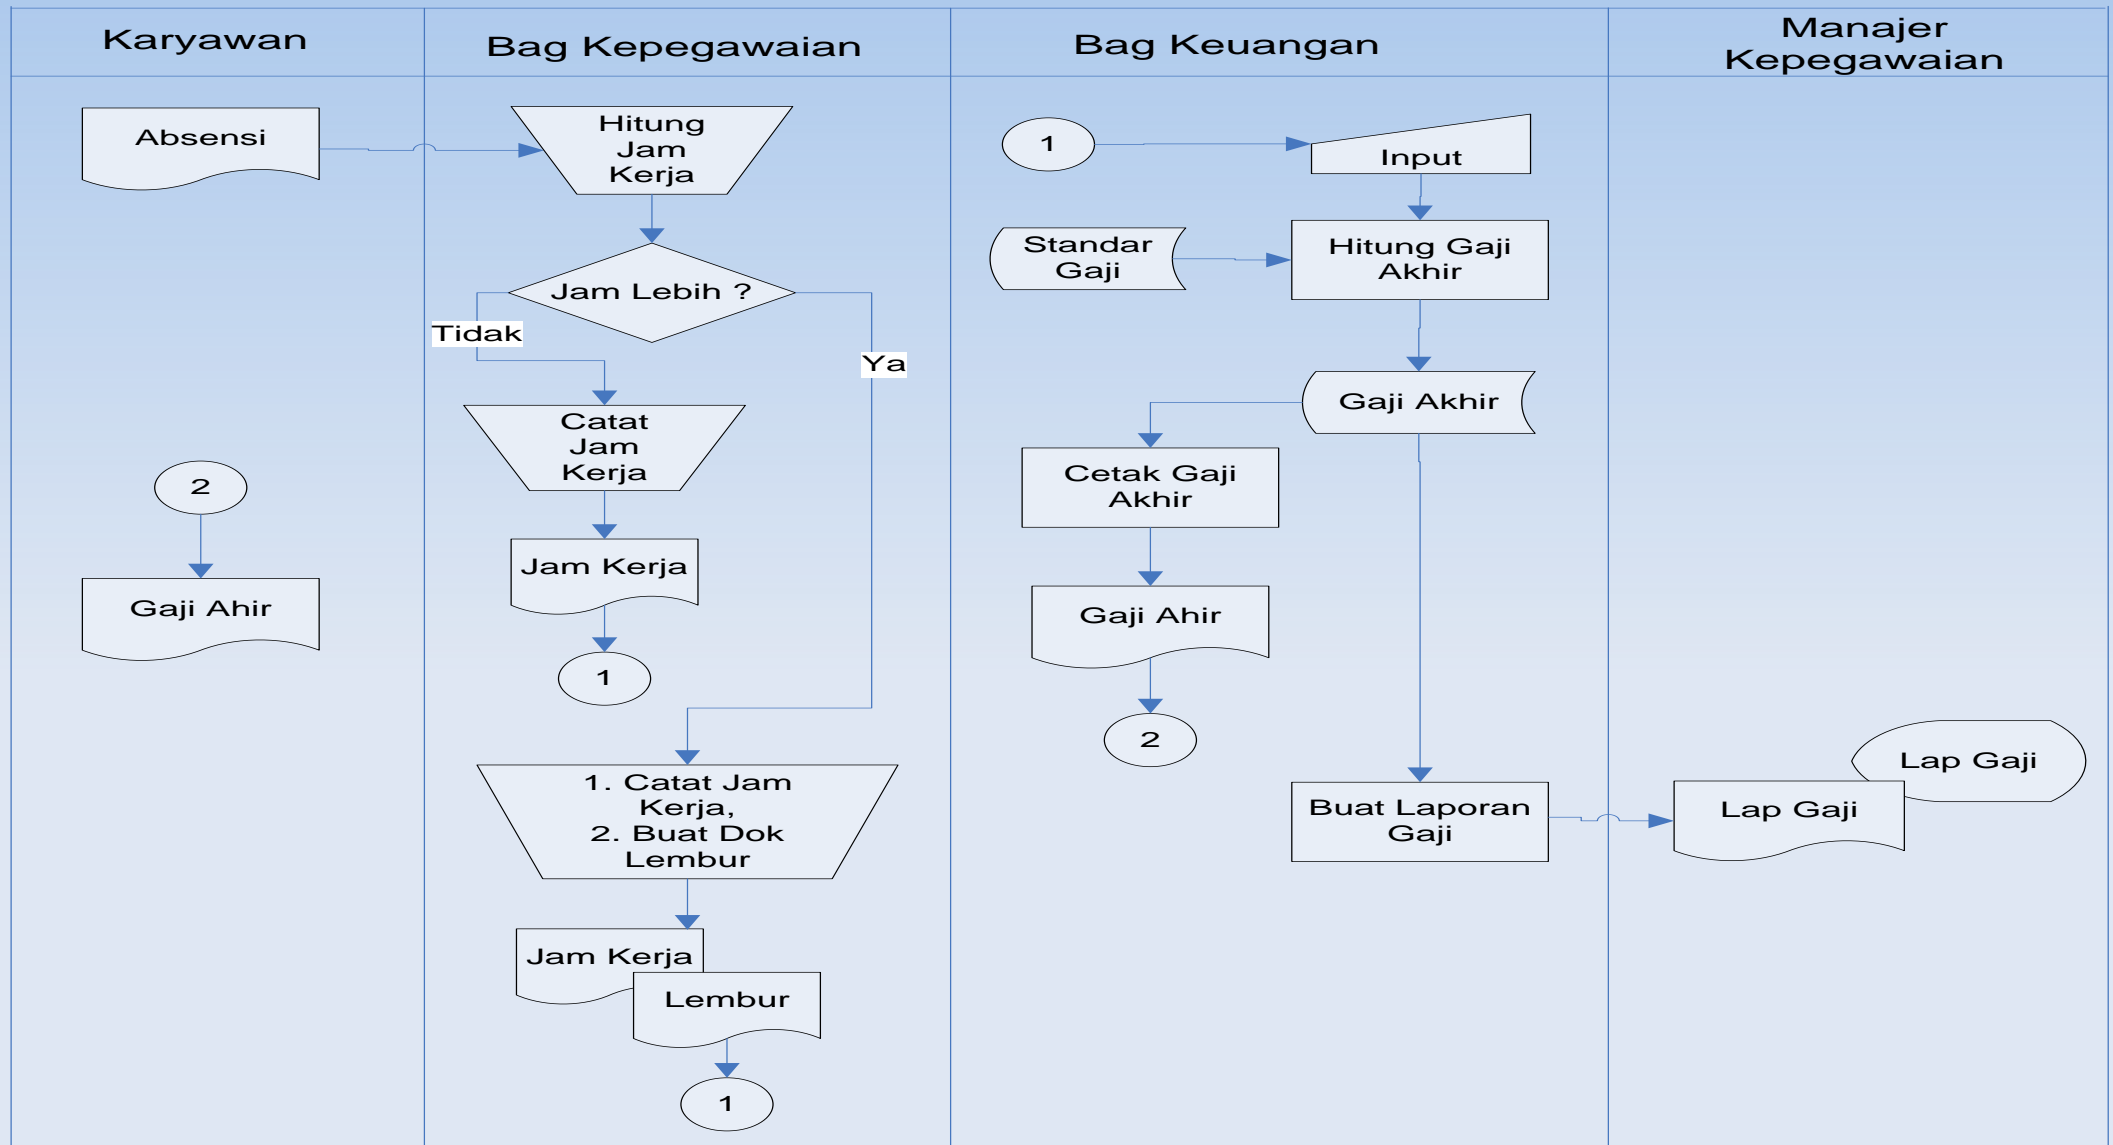 Karyawan
Bag Kepegawaian
Bag Keuangan
Manajer
Kepegawaian
Absensi
2
Gaji Ahir
Hitung
Jam
Kerja
Jam Lebih ?
Tidak
Ya
Catat
Jam
Kerja
Jam Kerja
1
1. Catat Jam
Kerja,
2. Buat Dok
Lembur
Jam Kerja
Lembur
1
1
Input
Standar
Gaji
Hitung Gaji
Akhir
Gaji Akhir
Cetak Gaji
Akhir
Gaji Ahir
2
Buat Laporan
Gaji
Lap Gaji
Lap Gaji